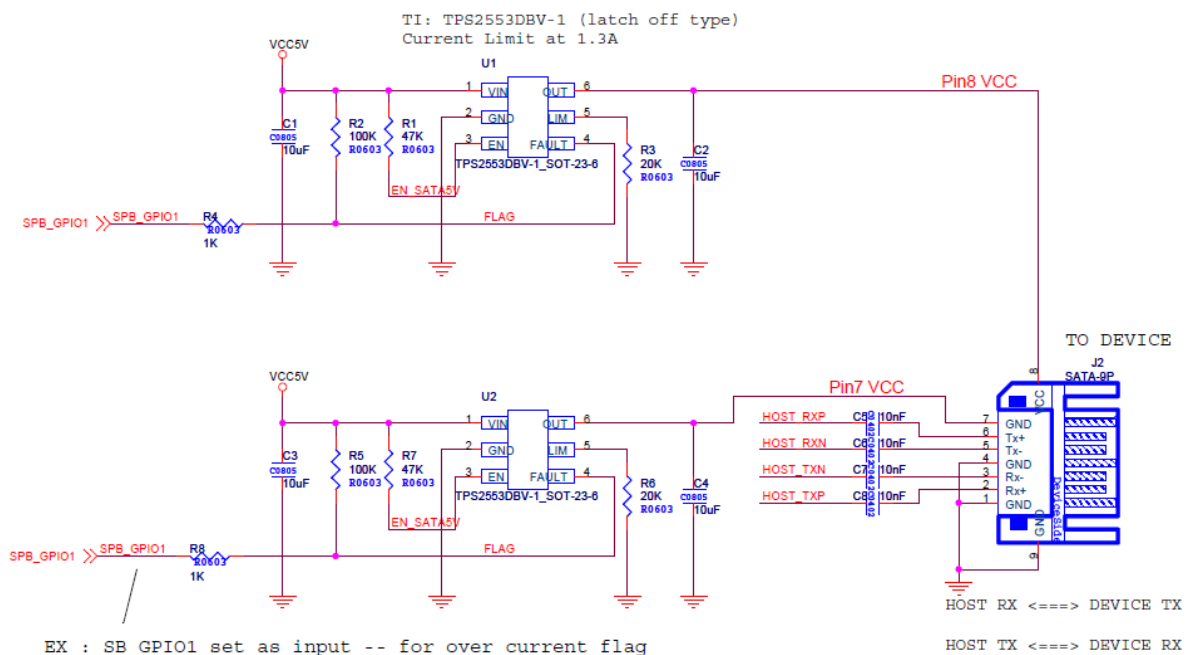 TI: TPS2553DBV-1 (latch off type)
Current Limit at 1.3A
VCC5V
U1
Pin8 VCC
1 VIN OUT 6
2 GND LIM 5
3 EN FAULT 4
TPS2553DBV-1_SOT-23-6
C1
C0805
10uF
R2
100K
R0603
R1
47K
R0603
R3
20K
R0603
C2
C0805
10uF
EN_SATA5V
FLAG
SPB_GPIO1 SPB_GPIO1
R4
R0603
1K
TO DEVICE
J2
SATA-9P
8
VCC
VCC5V
U2
Pin7 VCC
1 VIN OUT 6
2 GND LIM 5
3 EN FAULT 4
TPS2553DBV-1_SOT-23-6
C3
C0805
10uF
R5
100K
R0603
R7
47K
R0603
R6
20K
R0603
C4
C0805
10uF
EN_SATA5V
FLAG
SPB_GPIO1 SPB_GPIO1
R8
R0603
1K
HOST_RXP C5 10nF
HOST_RXN C6 10nF
HOST_TXN C7 10nF
HOST_TXP C8 10nF
7 GND
6 Tx+
5 Tx-
4 GND
3 Rx-
2 Rx+
1 GND
DeviceSide
GND
9
HOST RX <===> DEVICE TX
EX : SB GPIO1 set as input -- for over current flag
HOST TX <===> DEVICE RX